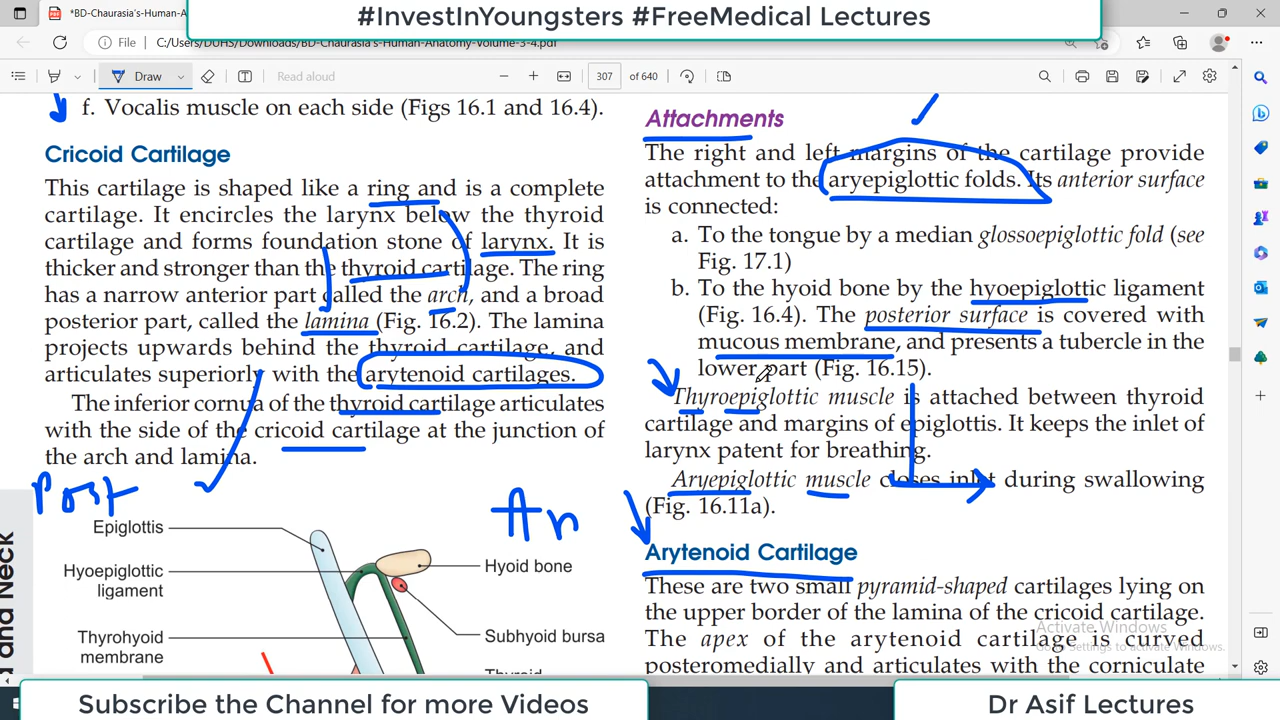 #InvestInYoungsters #FreeMedical Lectures
*BD-Chaurasia's-Human-A
File
C:/Users/DUHS/Downloads/BD-Chaurasia's-Human-Anatomy-Volume-3-4.pdf
Draw
Read aloud
307 of 640
f. Vocalis muscle on each side (Figs 16.1 and 16.4).
Cricoid Cartilage
This cartilage is shaped like a ring and is a complete
cartilage. It encircles the larynx below the thyroid
cartilage and forms foundation stone of larynx. It is
thicker and stronger than the thyroid cartilage. The ring
has a narrow anterior part called the arch, and a broad
posterior part, called the lamina (Fig. 16.2). The lamina
projects upwards behind the thyroid cartilage, and
articulates superiorly with the arytenoid cartilages.
The inferior cornua of the thyroid cartilage articulates
with the side of the cricoid cartilage at the junction of
the arch and lamina.
Post
An
Epiglottis
Hyoepiglottic
ligament
Thyrohyoid
membrane
Hyoid bone
Subhyoid bursa
Thyroid
and Neck
Attachments
The right and left margins of the cartilage provide
attachment to the aryepiglottic folds. Its anterior surface
is connected:
a. To the tongue by a median glossoepiglottic fold (see
Fig. 17.1)
b. To the hyoid bone by the hyoepiglottic ligament
(Fig. 16.4). The posterior surface is covered with
mucous membrane, and presents a tubercle in the
lower part (Fig. 16.15).
Thyroepiglottic muscle is attached between thyroid
cartilage and margins of epiglottis. It keeps the inlet of
larynx patent for breathing.
Aryepiglottic muscle closes inlet during swallowing
(Fig. 16.11a).
Arytenoid Cartilage
These are two small pyramid-shaped cartilages lying on
the upper border of the lamina of the cricoid cartilage.
The apex of the arytenoid cartilage is curved
posteromedially and articulates with the corniculate
Activate Windows
Go to Settings to activate Windows.
Subscribe the Channel for more Videos
Dr Asif Lectures